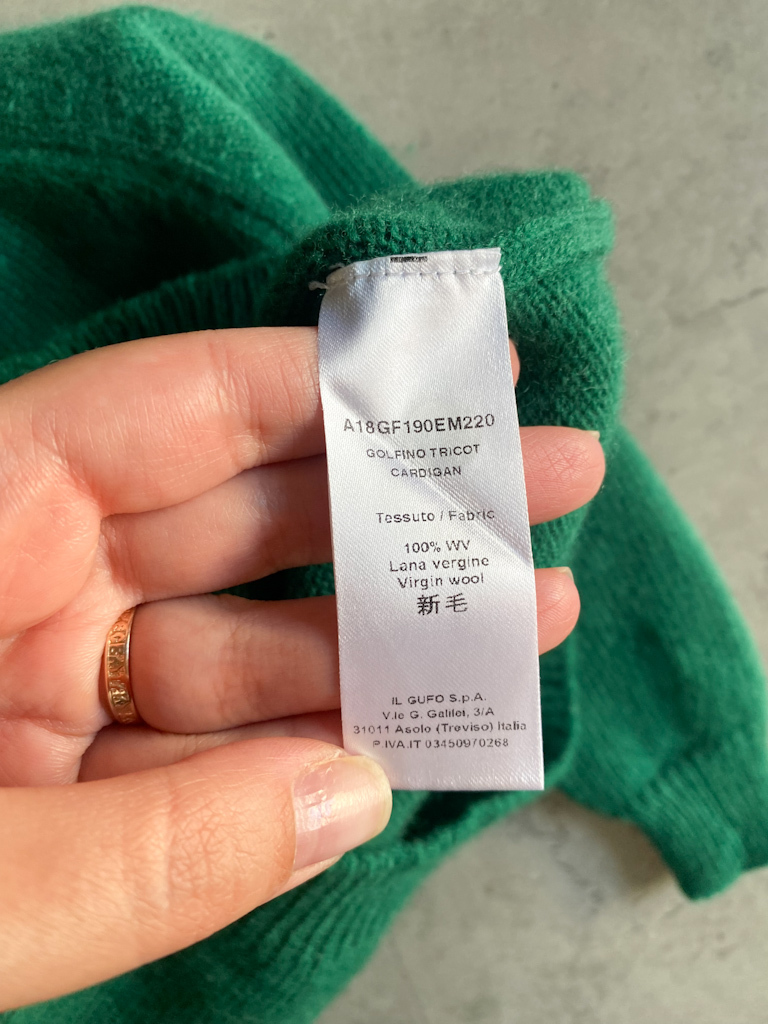 A18GF190EM220
GOLFINO TRICOT
CARDIGAN
Tessuto / Fabric
100% WV
Lana vergine
Virgin wool
新毛
IL GUFO S.p.A.
V.le G. Galilei, 3/A
31011 Asolo (Treviso) Italia
P.IVA.IT 03450970268